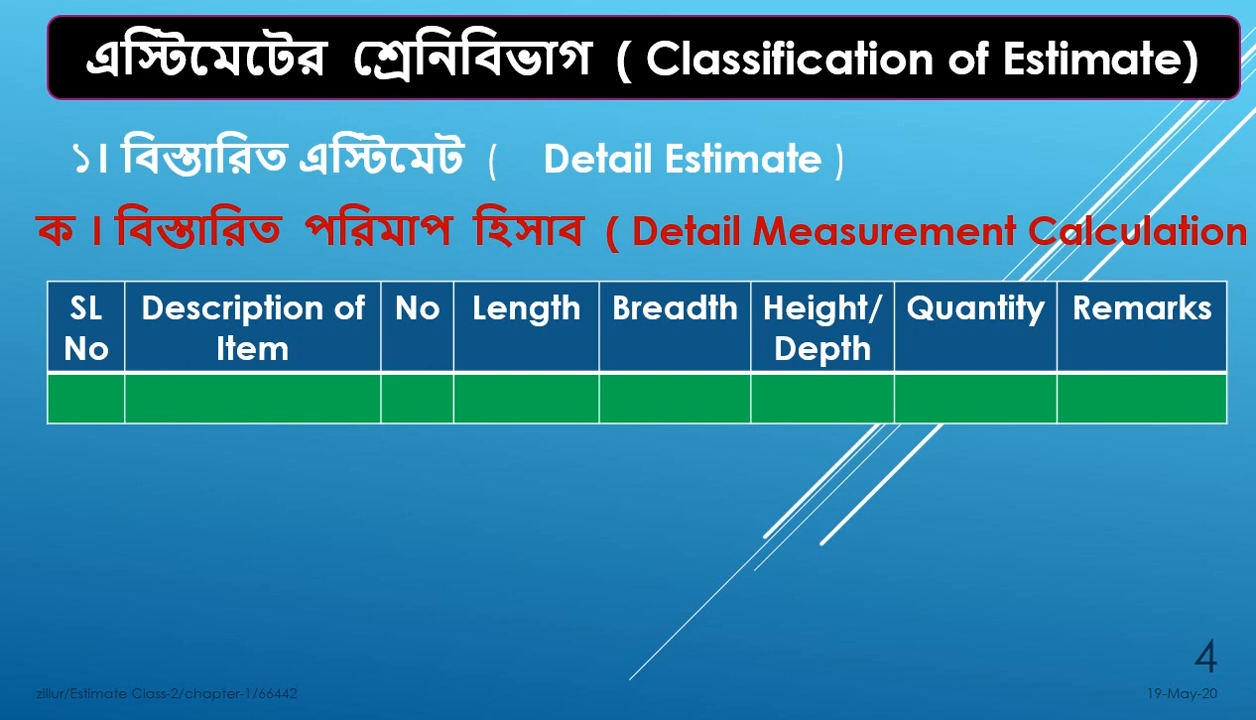 এস্টিমেটের শ্রেনিবিভাগ ( Classification of Estimate)
১। বিস্তারিত এস্টিমেট ( Detail Estimate )
ক । বিস্তারিত পরিমাপ হিসাব ( Detail Measurement Calculation
SL No Description of Item No Length Breadth Height/ Depth Quantity Remarks
4
zillur/Estimate Class-2/chapter-1/66442 19-May-20